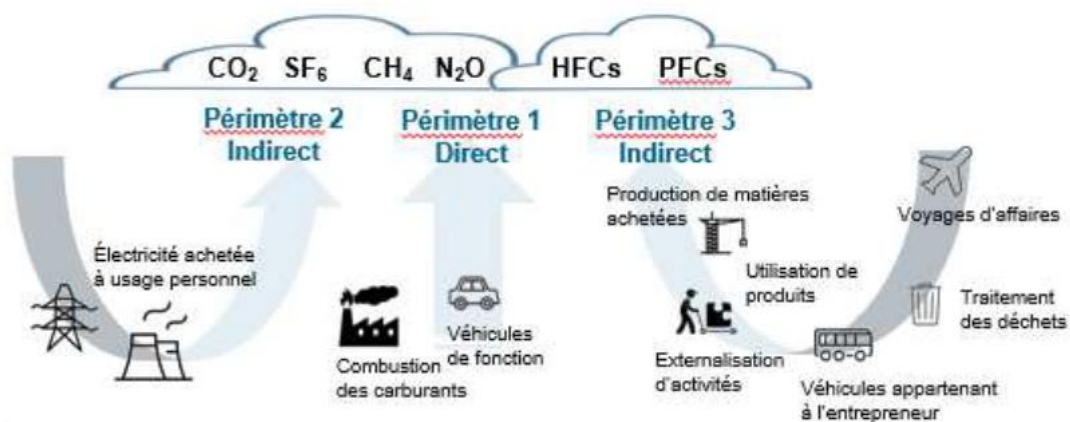 CO₂ SF₆ CH₄ N₂O HFCs PFCs
Périmètre 2
Indirect
Périmètre 1
Direct
Périmètre 3
Indirect
Électricité achetée
à usage personnel
Combustion
des carburants
Véhicules
de fonction
Production de matières
achetées
Utilisation de
produits
Externalisation
d'activités
Véhicules appartenant
à l'entrepreneur
Voyages d'affaires
Traitement
des déchets